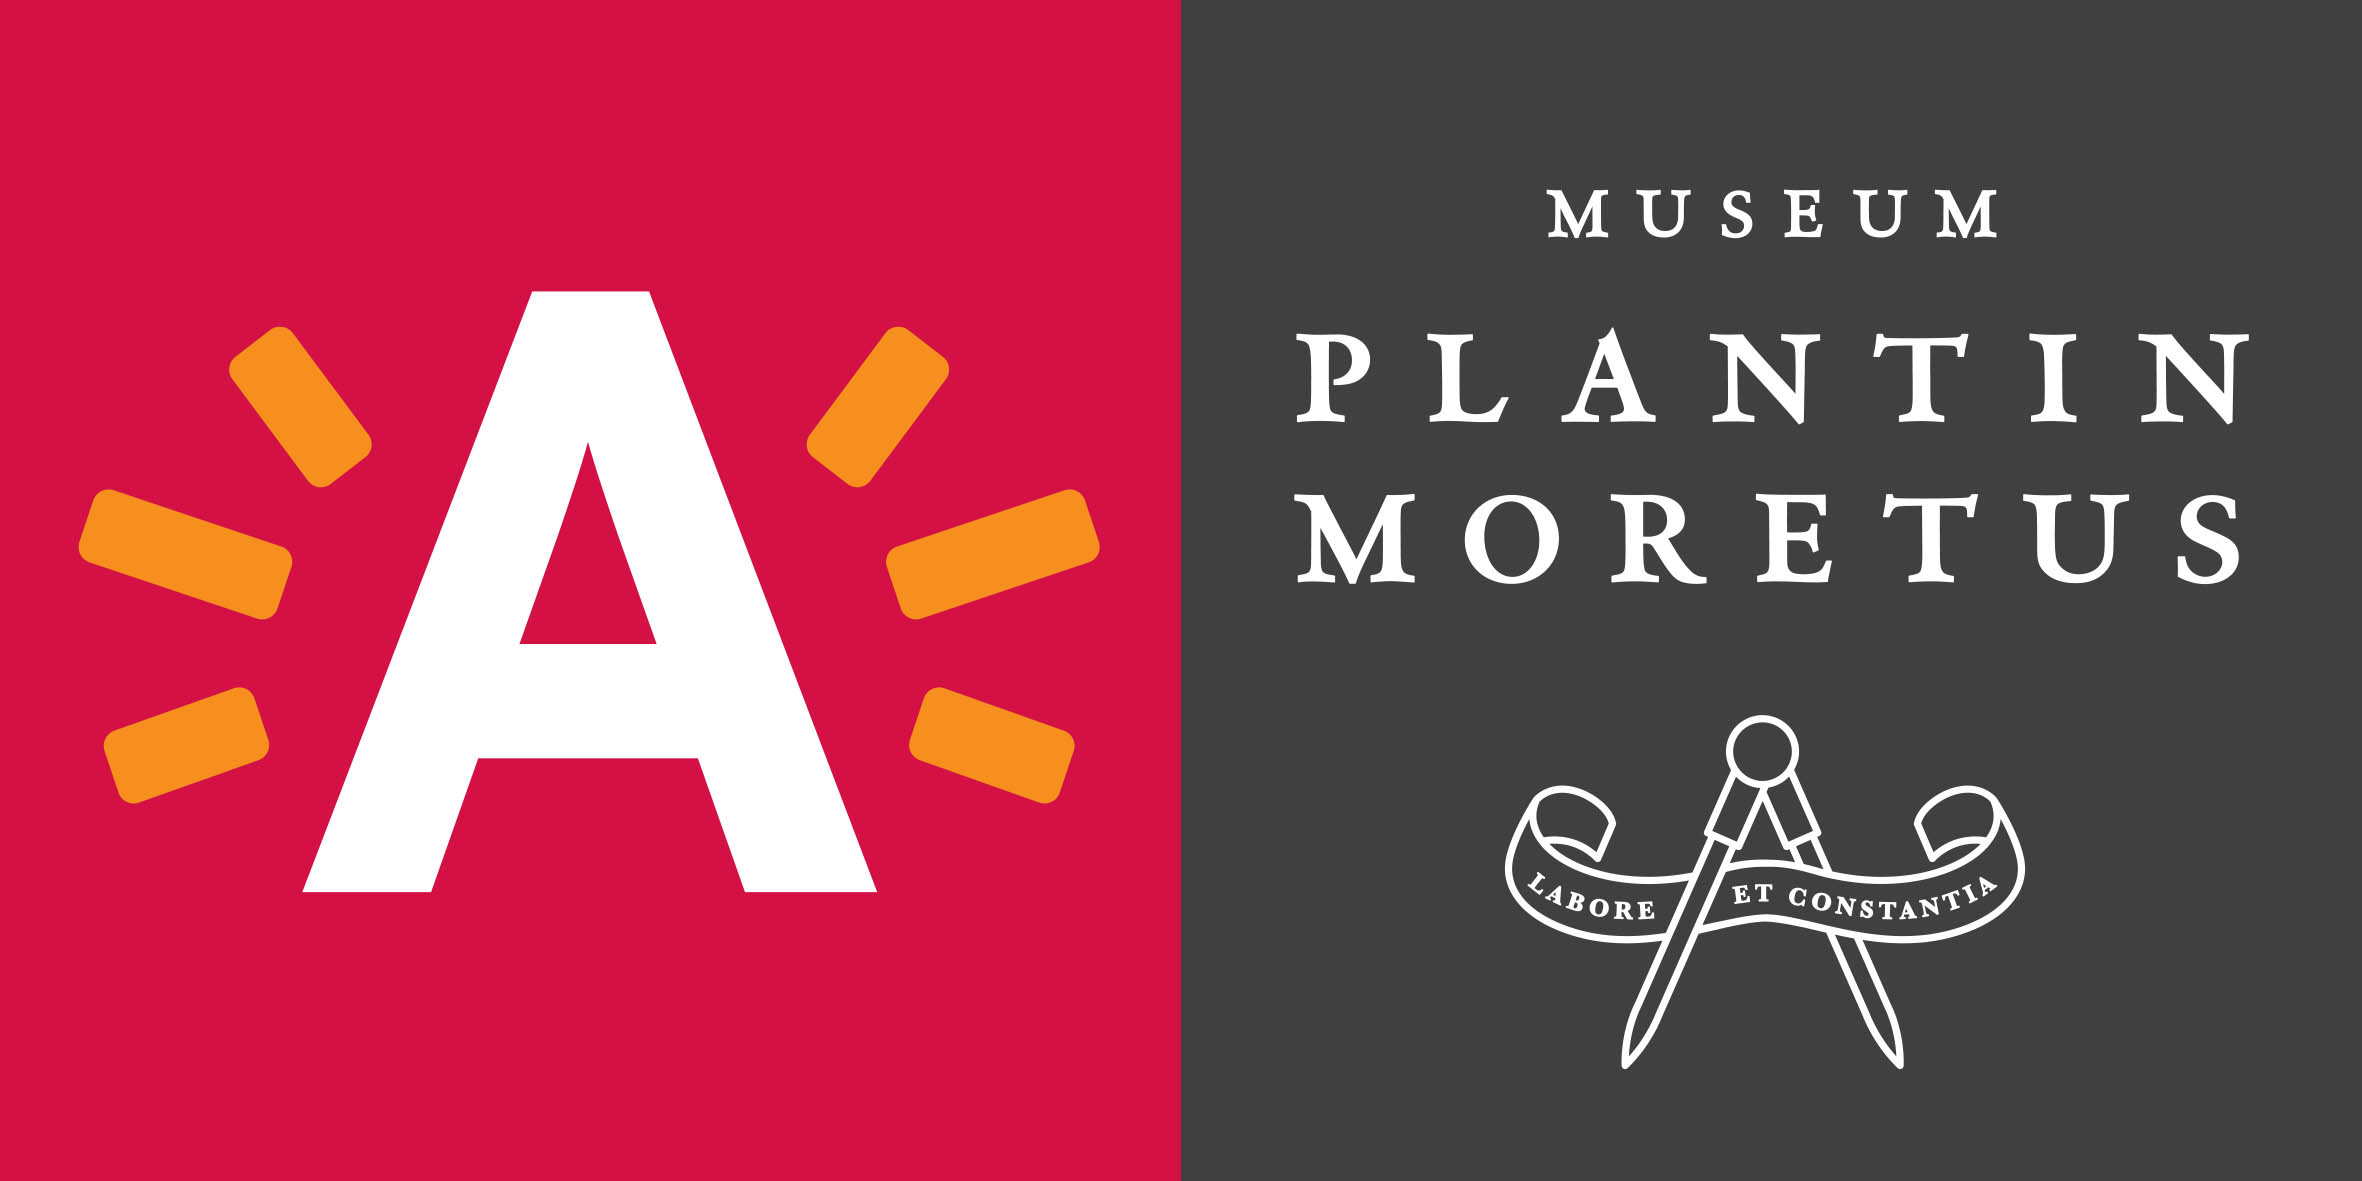 A
MUSEUM
PLANTIN
MORETUS
LABORE ET CONSTANTIA